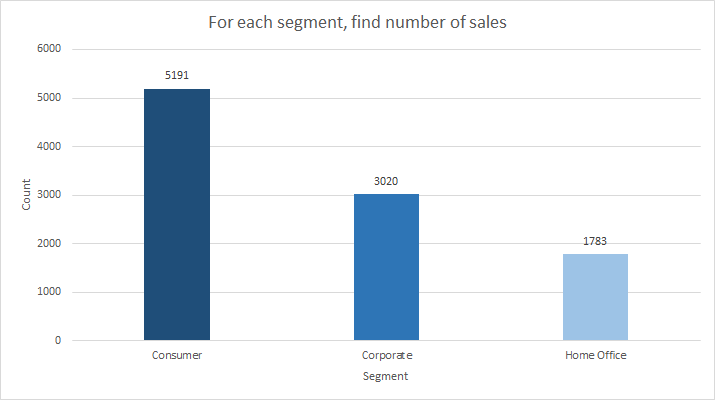 For each segment, find number of sales
6000
5000
4000
3000
2000
1000
0
Count
5191
3020
1783
Consumer
Corporate
Home Office
Segment